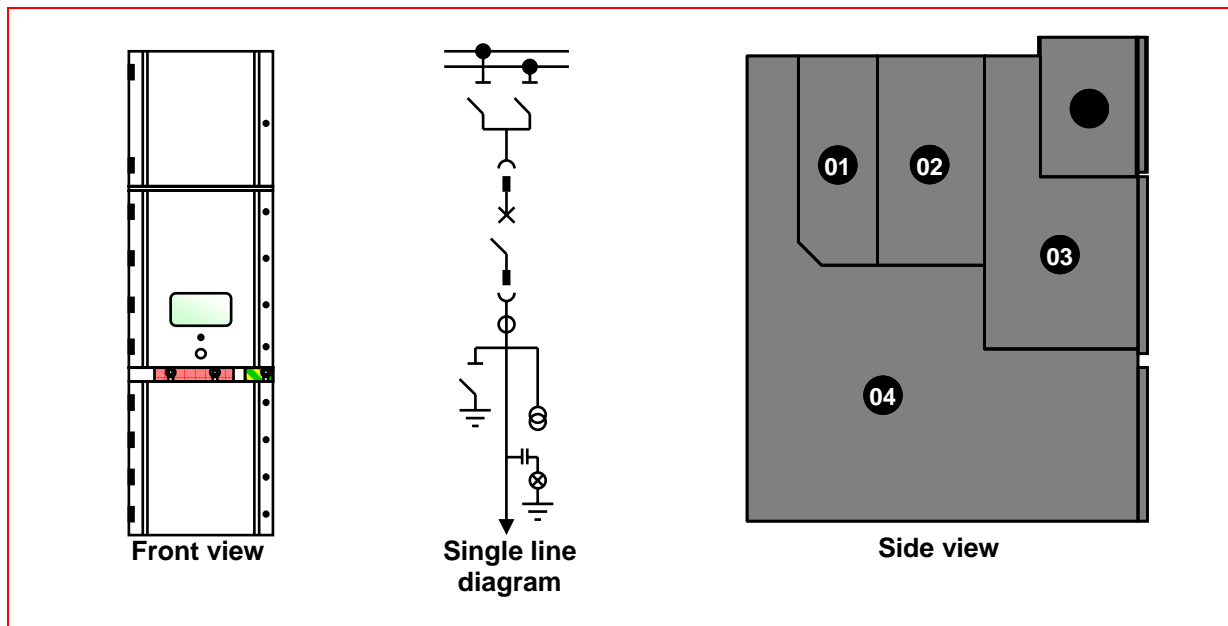 01
02
03
04
Front view
Single line
diagram
Side view